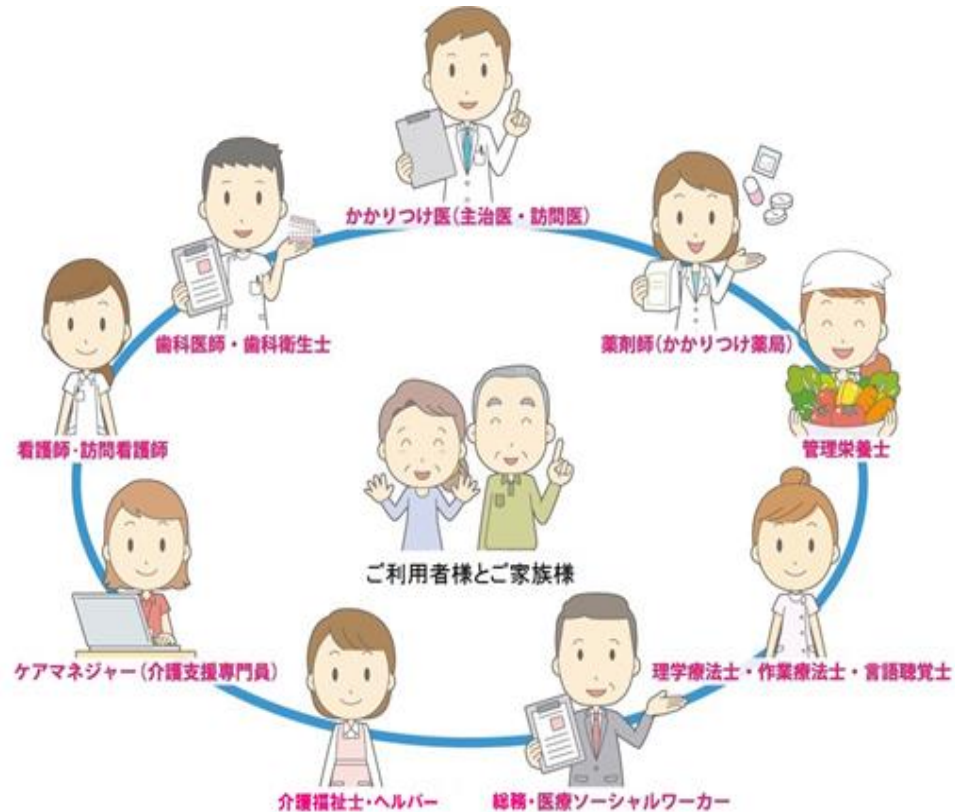 かかりつけ医(主治医・訪問医)
歯科医師・歯科衛生士
薬剤師(かかりつけ薬局)
看護師・訪問看護師
管理栄養士
ご利用者様とご家族様
ケアマネジャー(介護支援専門員)
理学療法士・作業療法士・言語聴覚士
介護福祉士・ヘルパー
総務・医療ソーシャルワーカー